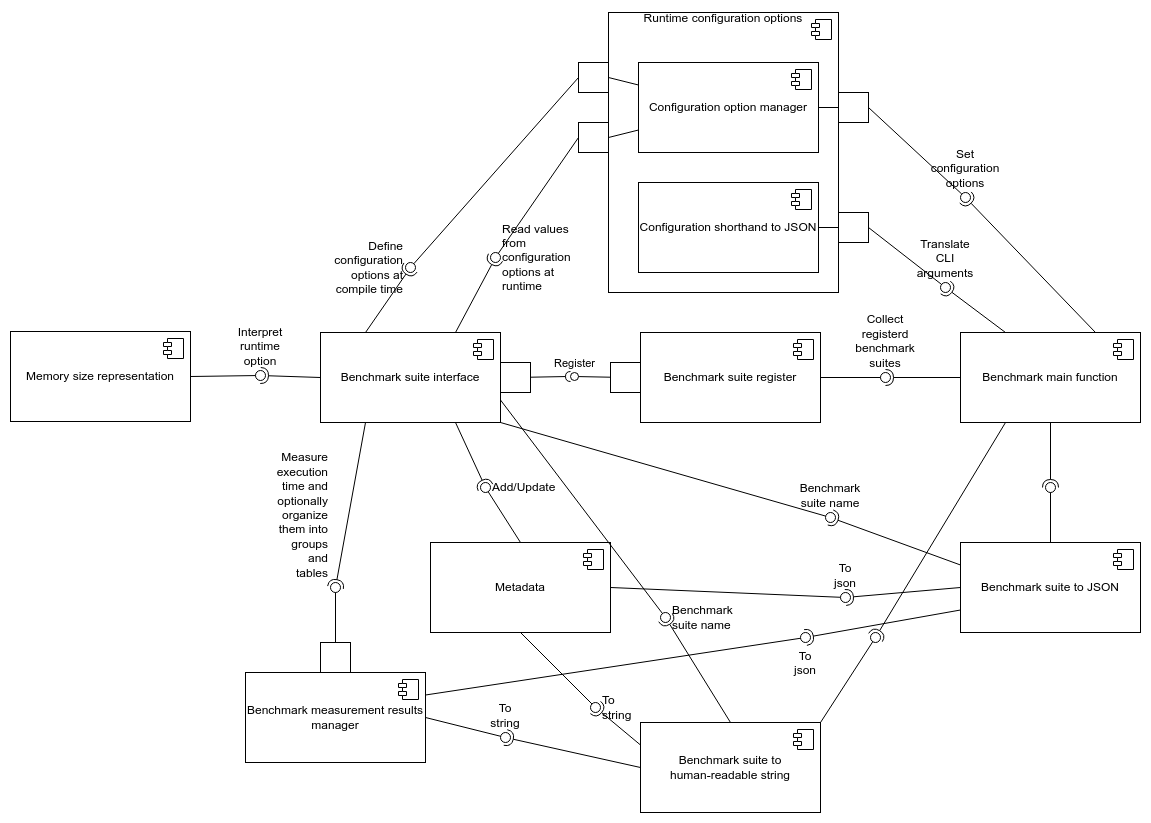 Runtime configuration options
Configuration option manager
Set
configuration
options
Configuration shorthand to JSON
Define
configuration
options at
compile time
Read values
from
configuration
options at
runtime
Translate
CLI
arguments
Interpret
runtime
option
Collect
registerd
benchmark
suites
Memory size representation
Benchmark suite interface
Register
Benchmark suite register
Benchmark main function
Measure
execution
time and
optionally
organize
them into
groups
and
tables
Add/Update
Benchmark
suite name
Metadata
To
json
Benchmark suite to JSON
Benchmark
suite name
To
json
Benchmark measurement results
manager
To
string
To
string
Benchmark suite to
human-readable string